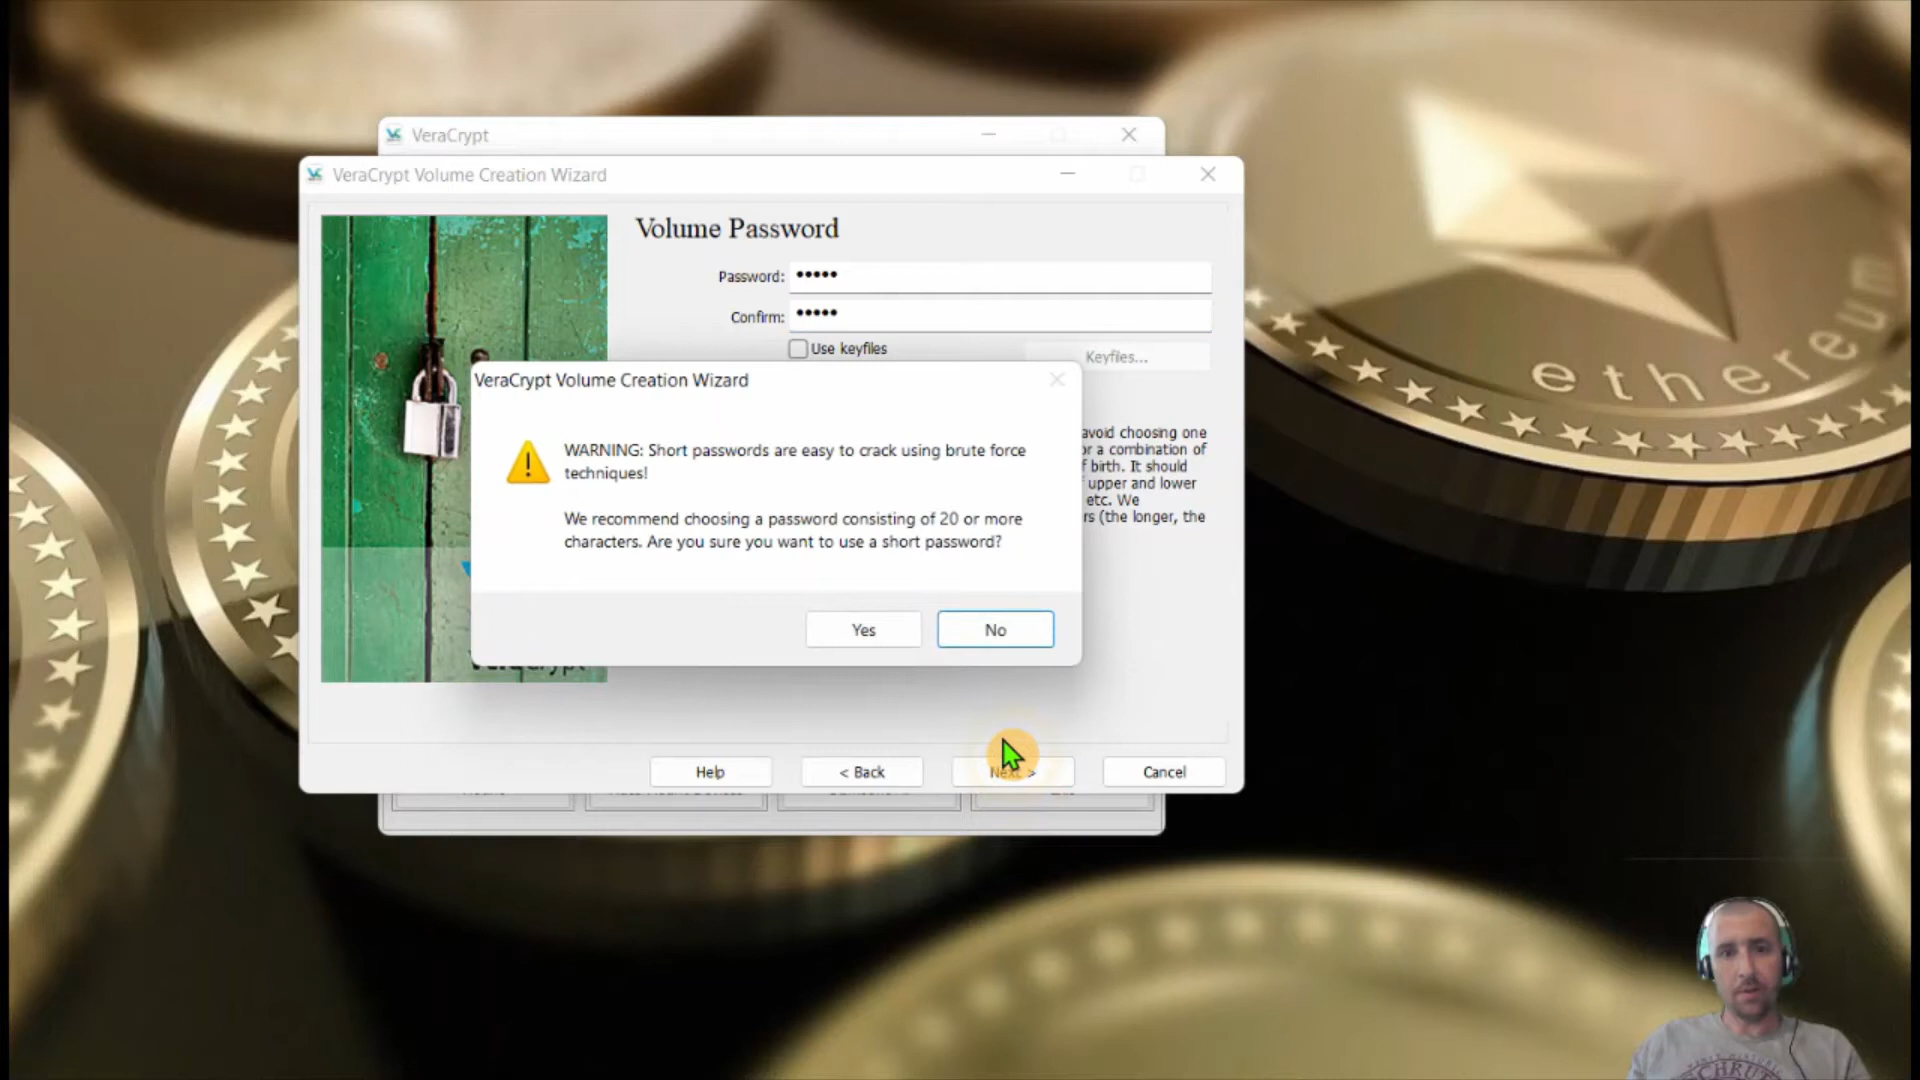 VeraCrypt
VeraCrypt Volume Creation Wizard
Volume Password
Password: •••••
Confirm: •••••
Use keyfiles
Keyfiles...
VeraCrypt Volume Creation Wizard
avoid choosing one
or a combination of
WARNING: Short passwords are easy to crack using brute force
techniques!
f birth. It should
upper and lower
etc. We
rs (the longer, the
We recommend choosing a password consisting of 20 or more
characters. Are you sure you want to use a short password?
Yes
No
Help
< Back
Next >
Cancel
ethereum